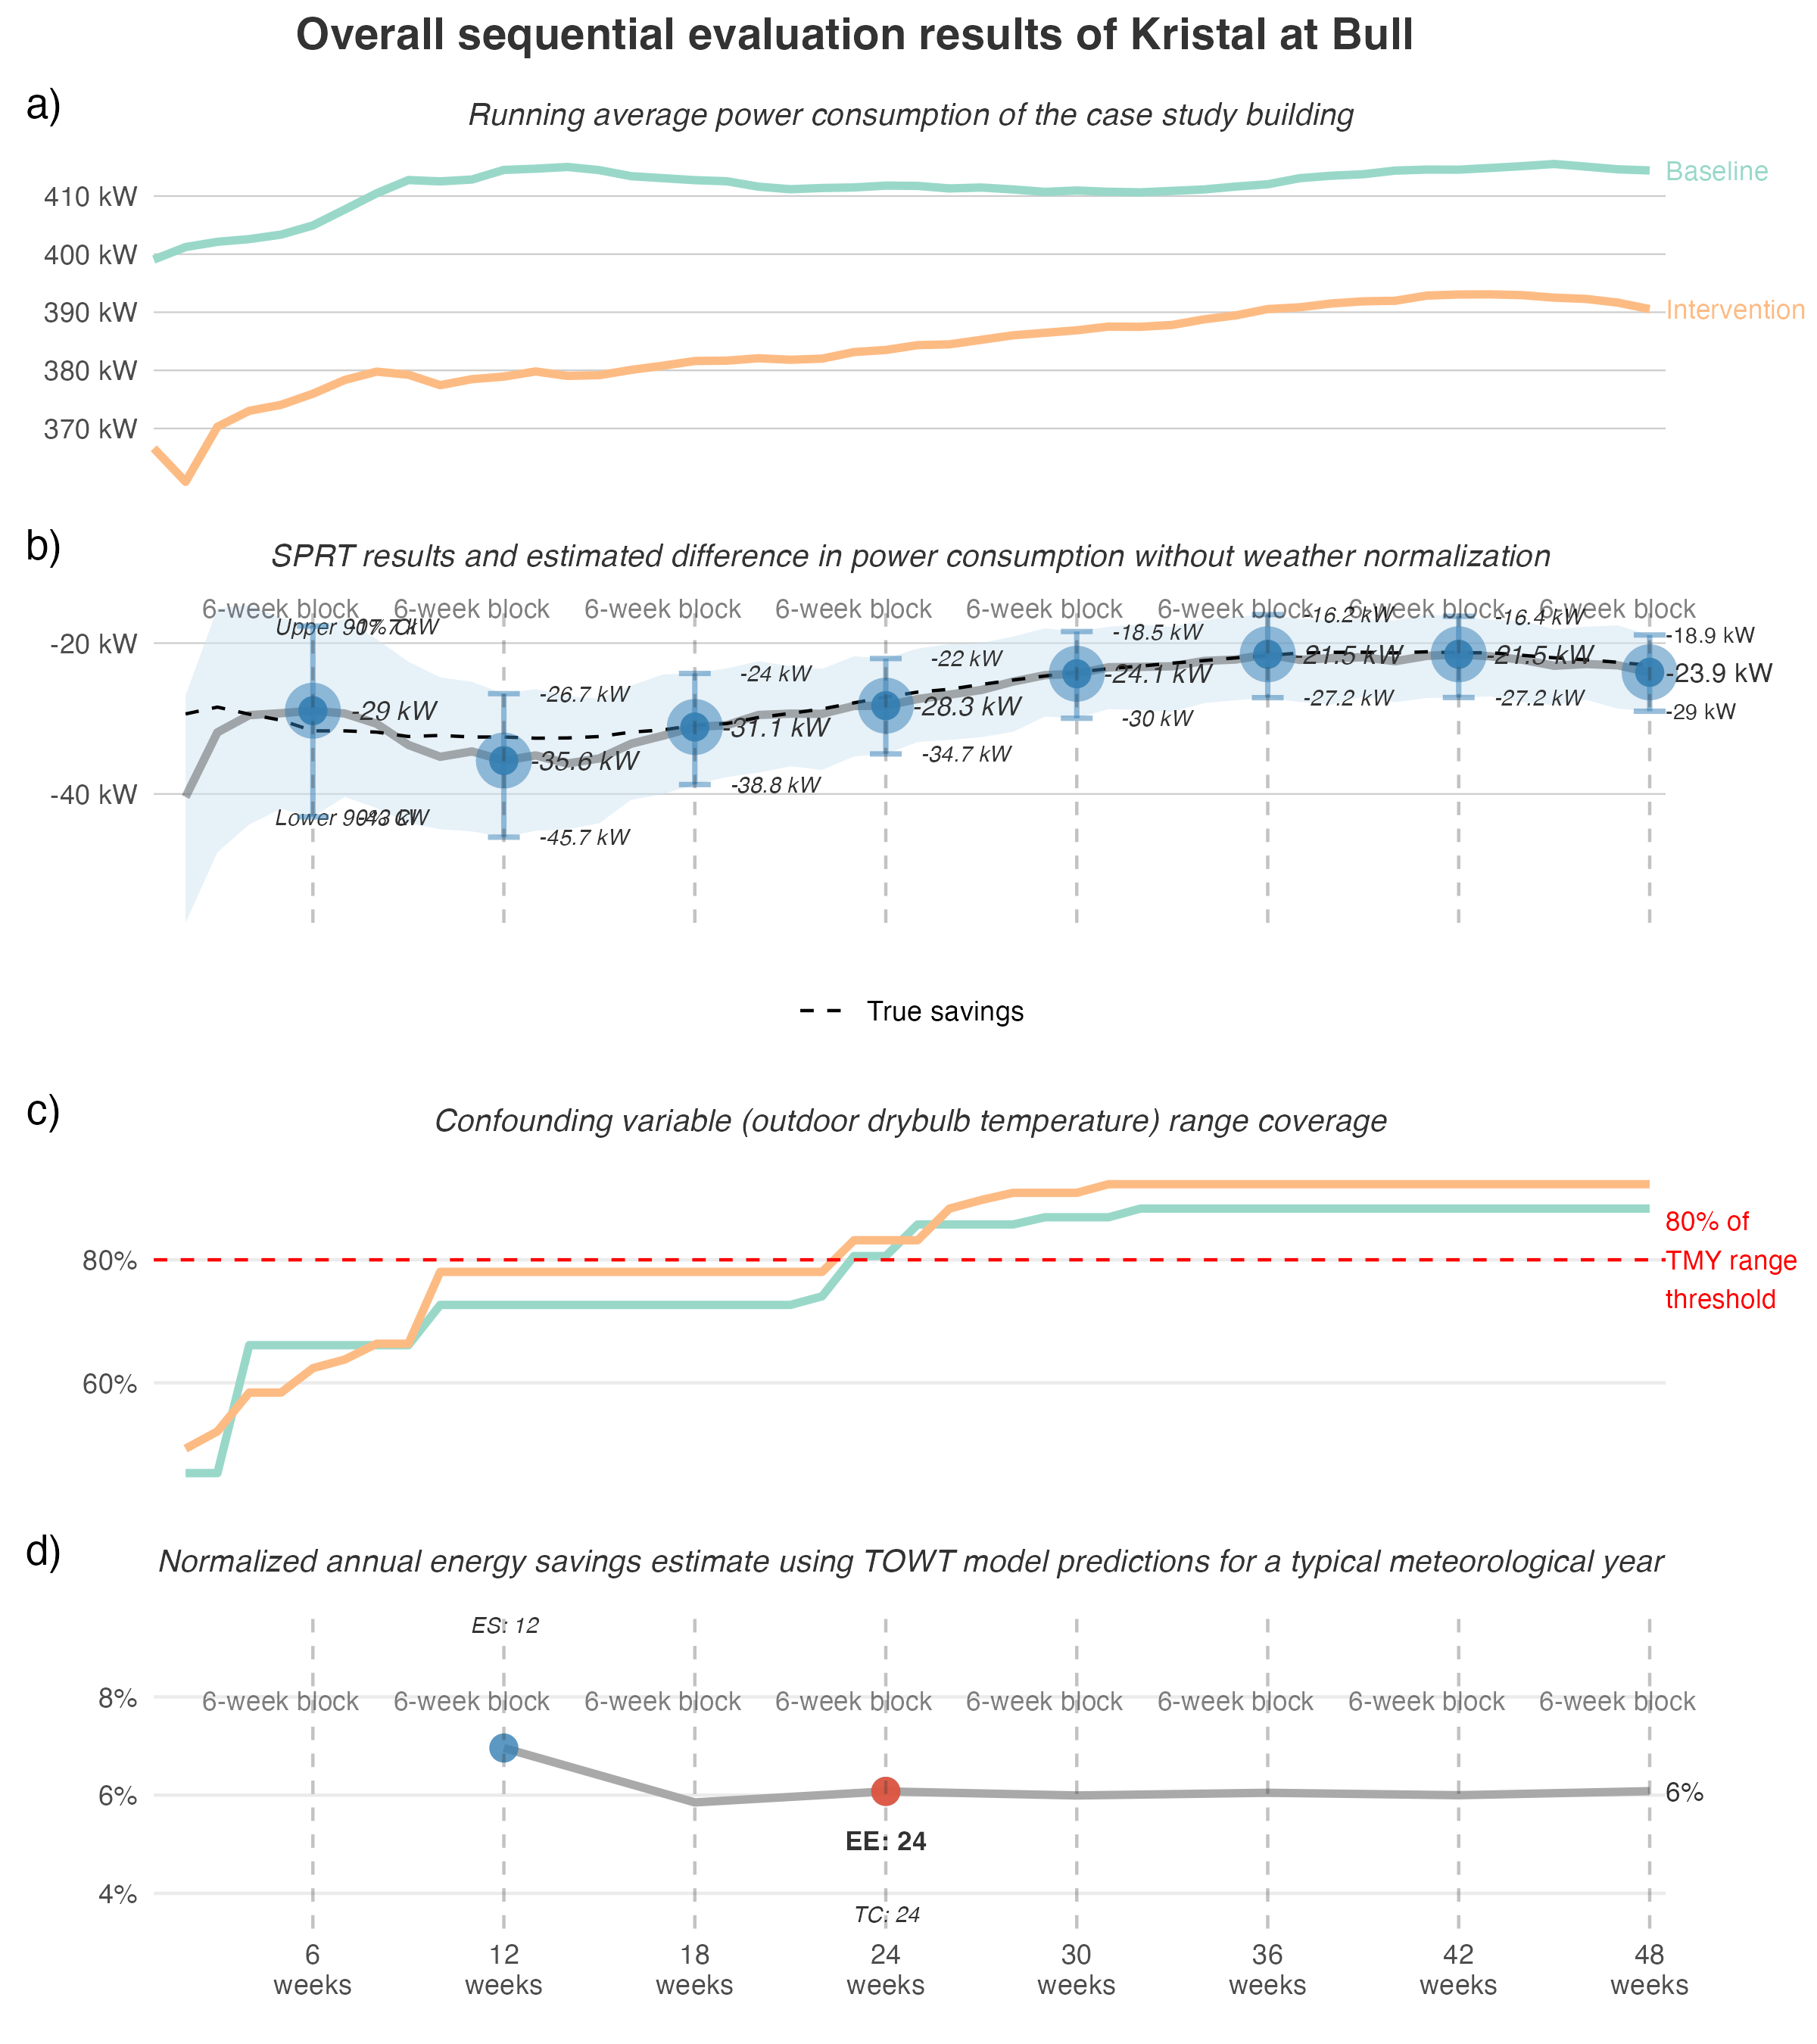 Overall sequential evaluation results of Kristal at Bull
a)
Running average power consumption of the case study building
410 kW
400 kW
390 kW
380 kW
370 kW
Baseline
Intervention
b)
SPRT results and estimated difference in power consumption without weather normalization
6-week block 6-week block 6-week block 6-week block 6-week block 6-week block 6-week block 6-week block
-20 kW
-40 kW
Upper 90% CI
-29 kW
Lower 90% CI
-43 kW
-26.7 kW
-35.6 kW
-45.7 kW
-24 kW
-31.1 kW
-38.8 kW
-22 kW
-28.3 kW
-34.7 kW
-18.5 kW
-24.1 kW
-30 kW
-16.2 kW
-21.5 kW
-27.2 kW
-16.4 kW
-21.5 kW
-27.2 kW
-18.9 kW
-23.9 kW
-29 kW
True savings
c)
Confounding variable (outdoor drybulb temperature) range coverage
80%
60%
80% of
TMY range
threshold
d)
Normalized annual energy savings estimate using TOWT model predictions for a typical meteorological year
ES: 12
8%
6%
4%
6-week block 6-week block 6-week block 6-week block 6-week block 6-week block 6-week block 6-week block
6%
EE: 24
TC: 24
6 weeks
12 weeks
18 weeks
24 weeks
30 weeks
36 weeks
42 weeks
48 weeks